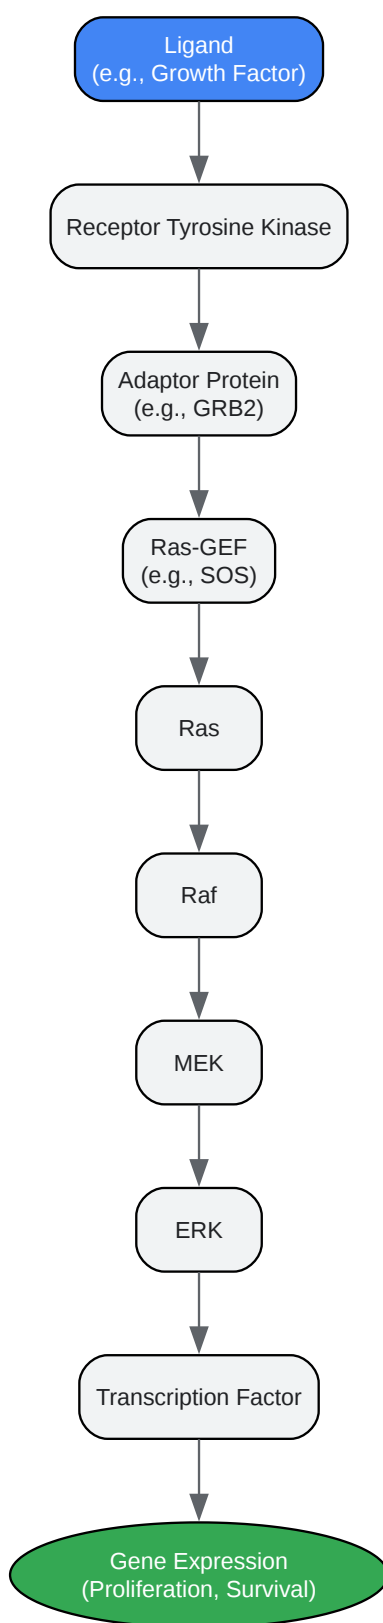 Ligand
(e.g., Growth Factor)
Receptor Tyrosine Kinase
Adaptor Protein
(e.g., GRB2)
Ras-GEF
(e.g., SOS)
Ras
Raf
MEK
ERK
Transcription Factor
Gene Expression
(Proliferation, Survival)